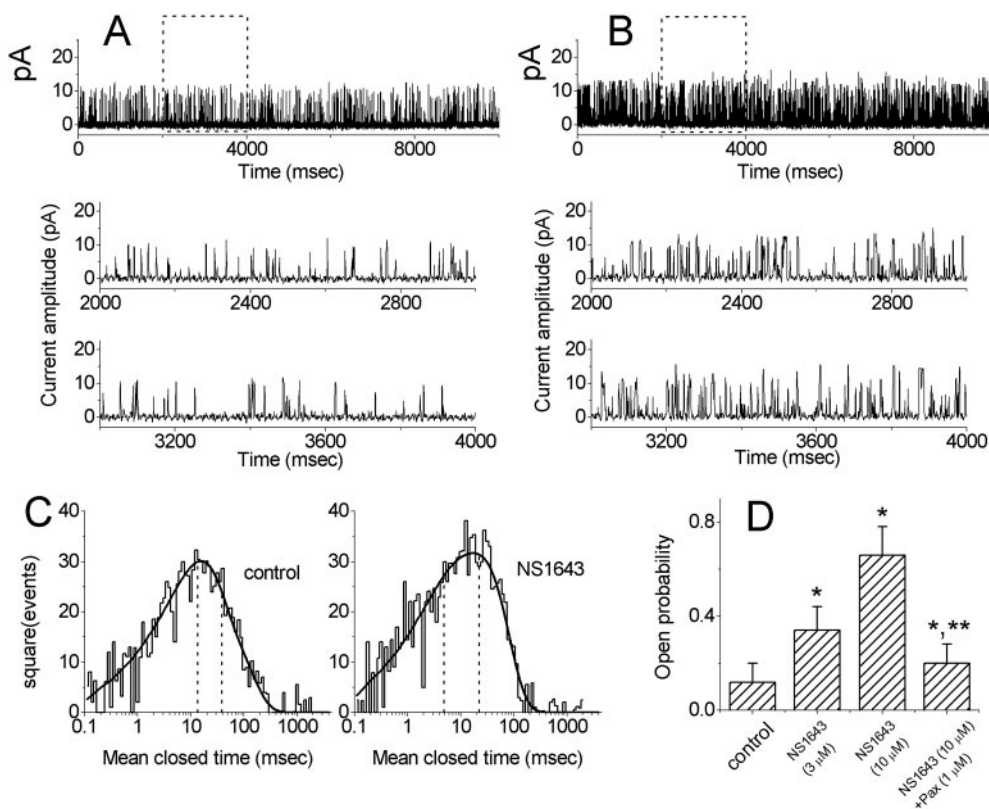 A
pA
20
10
0
0
4000
8000
Time (msec)
B
pA
20
10
0
0
4000
8000
Time (msec)
Current amplitude (pA)
20
10
0
2000
2400
2800
20
10
0
3200
3600
4000
Time (msec)
Current amplitude (pA)
20
10
0
2000
2400
2800
20
10
0
3200
3600
4000
Time (msec)
C
square(events)
40
30
20
10
0
control
0.1 1 10 100 1000
Mean closed time (msec)
40
30
20
10
0
NS1643
0.1 1 10 100 1000
Mean closed time (msec)
D
Open probability
0.8
0.4
0.0
*
*
*,**
control
NS1643
(3 μM)
NS1643
(10 μM)
NS1643 (10 μM)
+Pax (1 μM)